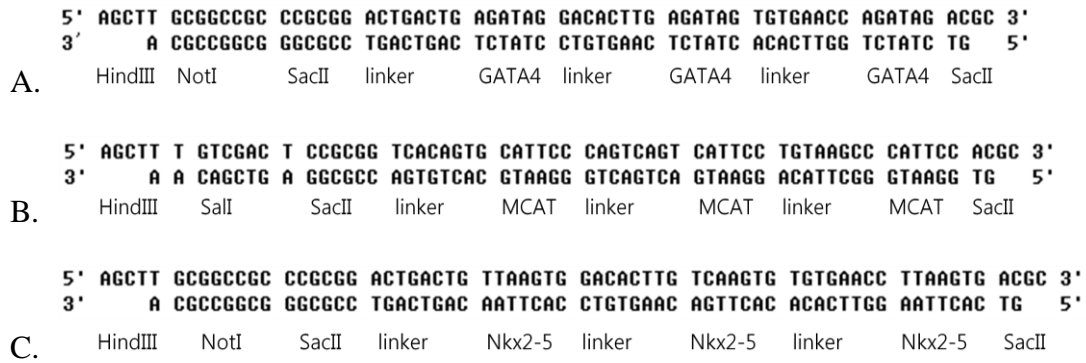 5' AGCTT GCGGCCGC CCGCGG ACTGACTG AGATAG GACACTTG AGATAG TGTGAACC AGATAG ACGC 3'
3' A CGCCGGCG GGCGCC TGACTGAC TCTATC CTGTGAAC TCTATC ACACTTGG TCTATC TG 5'
A. HindIII NotI SacII linker GATA4 linker GATA4 linker GATA4 SacII
5' AGCTT T GTCGAC T CCGCGG TCACAGTG CATTCC CAGTCAGT CATTCC TGTAAGCC CATTCC ACGC 3'
3' A A CAGCTG A GGCGCC AGTGTCAC GTAAGG GTCAGTCA GTAAGG ACATTCGG GTAAGG TG 5'
B. HindIII SalI SacII linker MCAT linker MCAT linker MCAT SacII
5' AGCTT GCGGCCGC CCGCGG ACTGACTG TTAAGTG GACACTTG TCAAGTG TGTGAACC TTAAGTG ACGC 3'
3' A CGCCGGCG GGCGCC TGACTGAC AATTCAC CTGTGAAC AGTTCAC ACACTTGG AATTCAC TG 5'
C. HindIII NotI SacII linker Nkx2-5 linker Nkx2-5 linker Nkx2-5 SacII